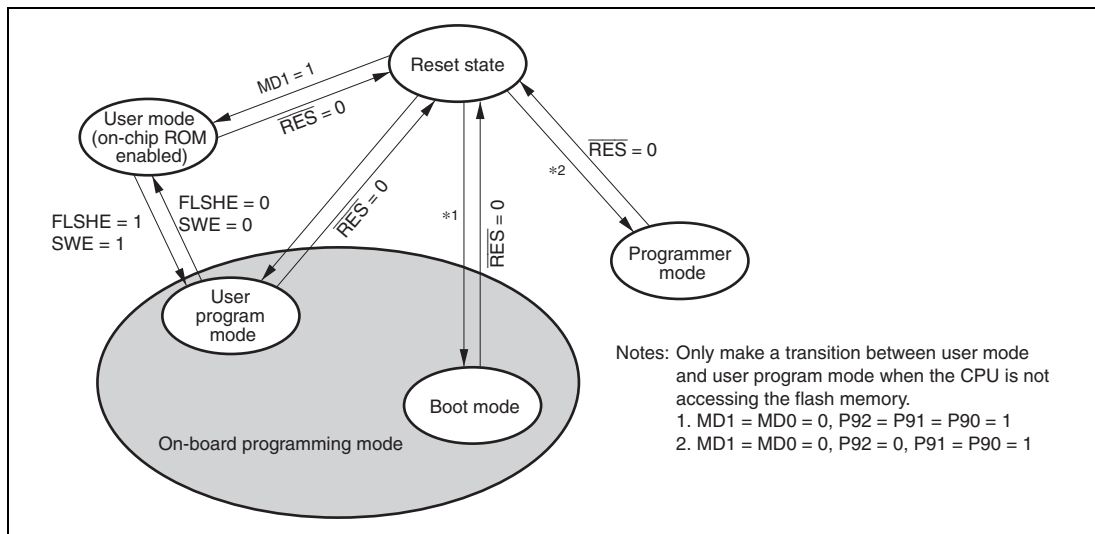 Reset state
MD1 = 1
RES = 0
User mode
(on-chip ROM
enabled)
RES = 0
*2
FLSHE = 0
SWE = 0
FLSHE = 1
SWE = 1
RES = 0
*1
RES = 0
Programmer
mode
User
program
mode
Boot mode
On-board programming mode
Notes: Only make a transition between user mode
and user program mode when the CPU is not
accessing the flash memory.
1. MD1 = MD0 = 0, P92 = P91 = P90 = 1
2. MD1 = MD0 = 0, P92 = 0, P91 = P90 = 1